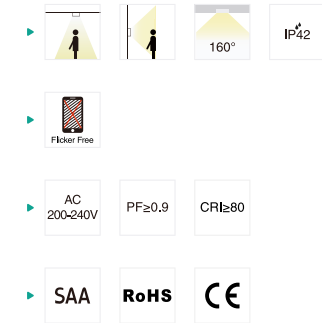 160°
IP42
Flicker Free
AC
200-240V
PF≥0.9
CRI≥80
SAA
RoHS
CE